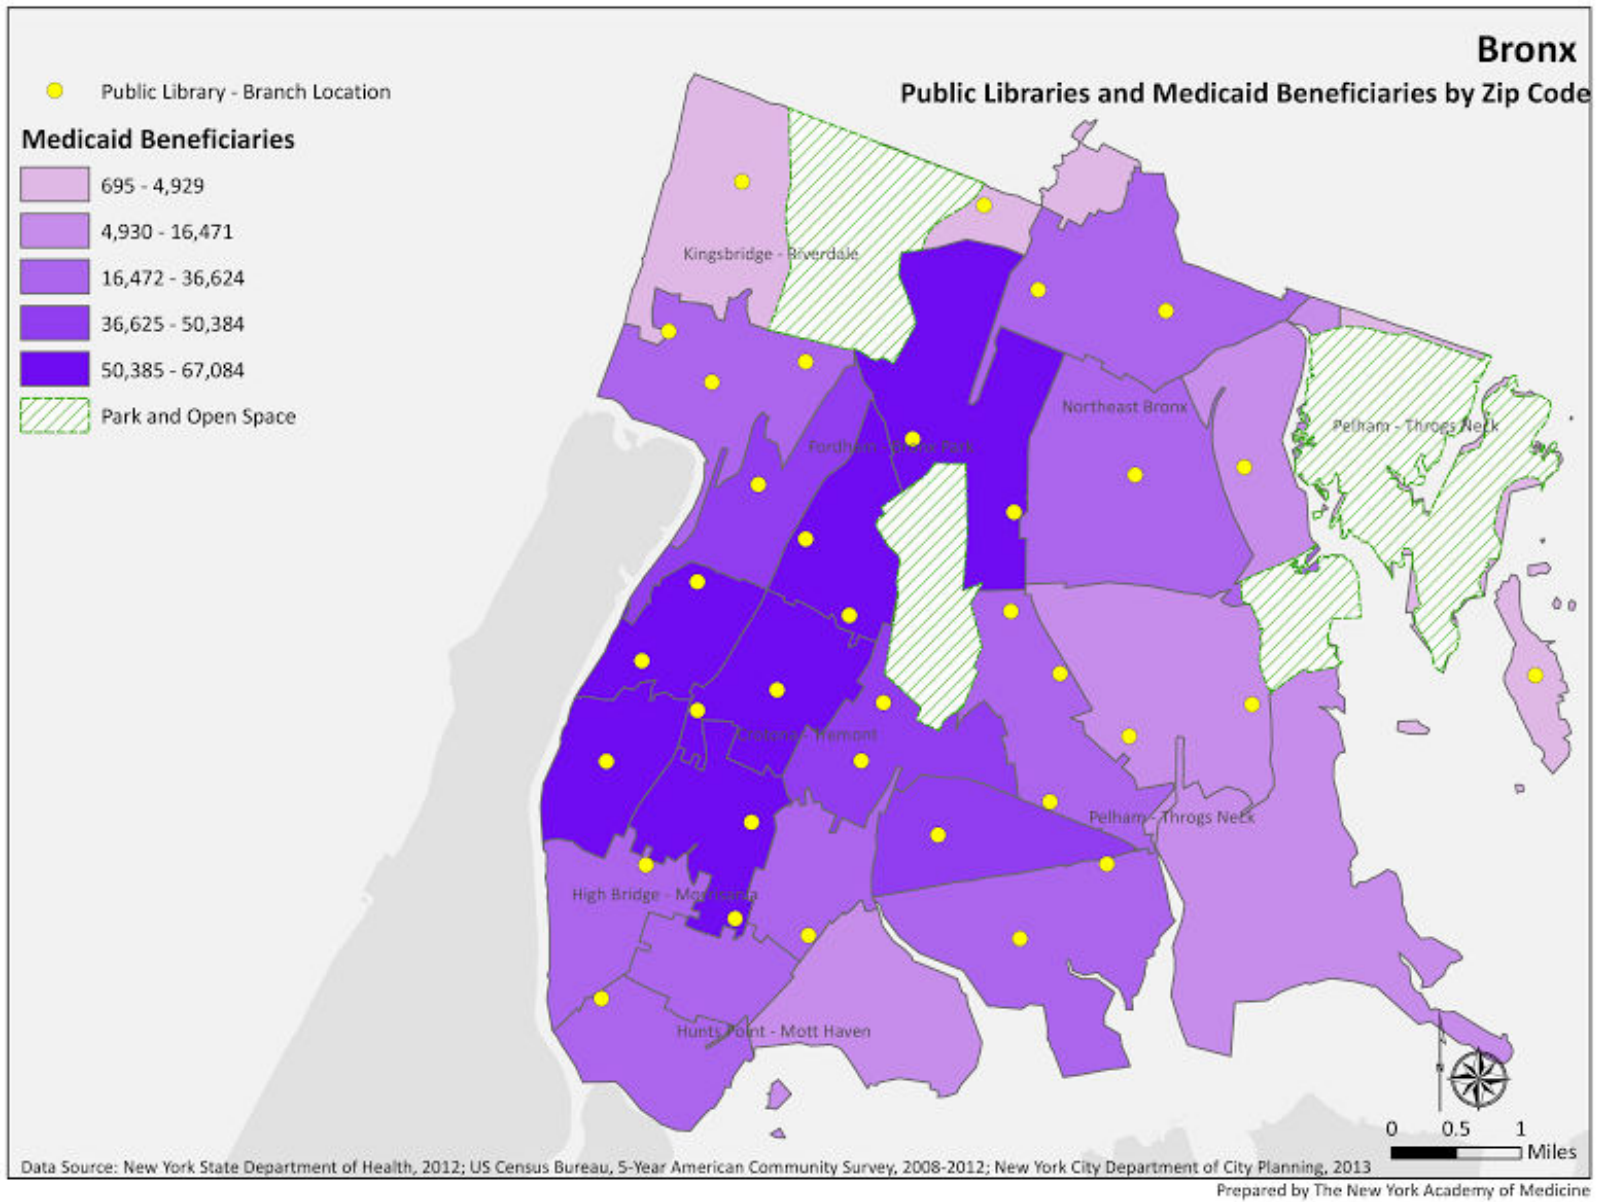 Bronx
Public Libraries and Medicaid Beneficiaries by Zip Code
Public Library - Branch Location
Medicaid Beneficiaries
695 - 4,929
4,930 - 16,471
16,472 - 36,624
36,625 - 50,384
50,385 - 67,084
Park and Open Space
Kingsbridge - Riverdale
Northeast Bronx
Pelham - Throgs Neck
Fordham - Bronx Park
Crotona - Tremont
Pelham - Throgs Neck
High Bridge - Morrisania
Hunts Point - Mott Haven
N
0 0.5 1
Miles
Data Source: New York State Department of Health, 2012; US Census Bureau, 5-Year American Community Survey, 2008-2012; New York City Department of City Planning, 2013
Prepared by The New York Academy of Medicine